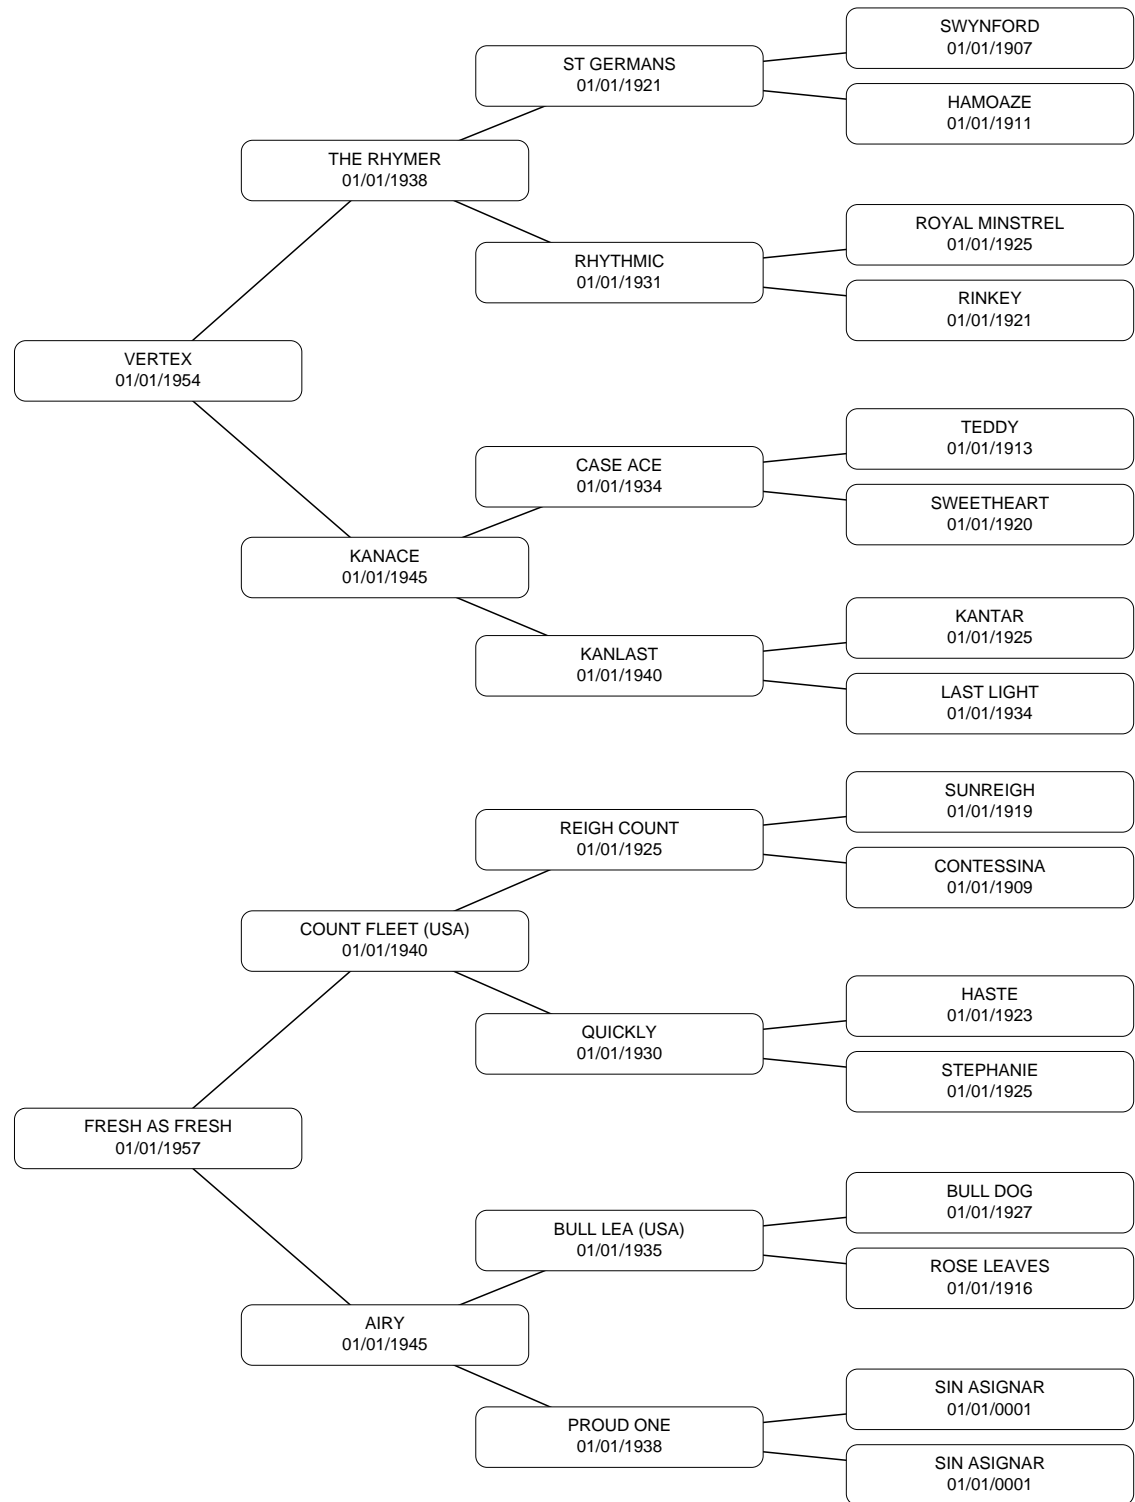 SWYNFORD
01/01/1907
ST GERMANS
01/01/1921
HAMOAZE
01/01/1911
THE RHYMER
01/01/1938
ROYAL MINSTREL
01/01/1925
RHYTHMIC
01/01/1931
RINKEY
01/01/1921
VERTEX
01/01/1954
TEDDY
01/01/1913
CASE ACE
01/01/1934
SWEETHEART
01/01/1920
KANACE
01/01/1945
KANTAR
01/01/1925
KANLAST
01/01/1940
LAST LIGHT
01/01/1934
SUNREIGH
01/01/1919
REIGH COUNT
01/01/1925
CONTESSINA
01/01/1909
COUNT FLEET (USA)
01/01/1940
HASTE
01/01/1923
QUICKLY
01/01/1930
STEPHANIE
01/01/1925
FRESH AS FRESH
01/01/1957
BULL DOG
01/01/1927
BULL LEA (USA)
01/01/1935
ROSE LEAVES
01/01/1916
AIRY
01/01/1945
SIN ASIGNAR
01/01/0001
PROUD ONE
01/01/1938
SIN ASIGNAR
01/01/0001